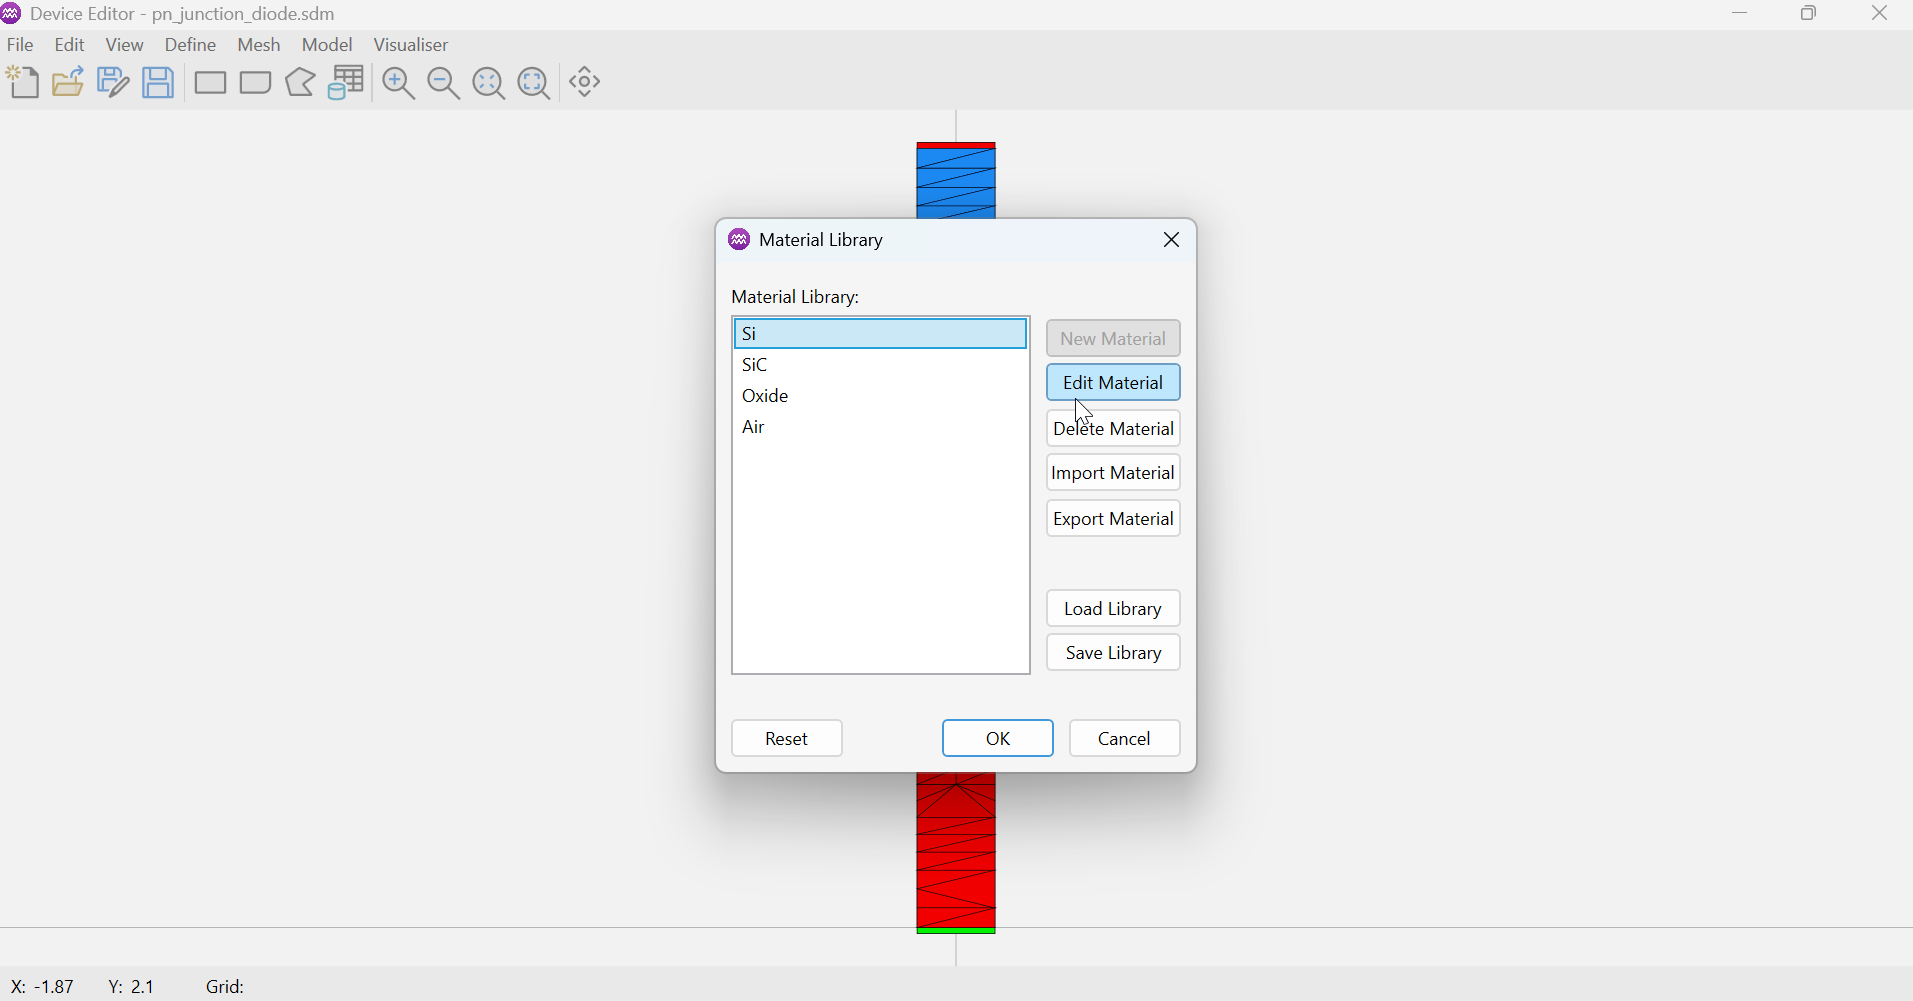 Device Editor - pn_junction_diode.sdm
File Edit View Define Mesh Model Visualiser
Material Library
Material Library:
Si
SiC
Oxide
Air
New Material
Edit Material
Delete Material
Import Material
Export Material
Load Library
Save Library
Reset OK Cancel
X: -1.87 Y: 2.1 Grid: